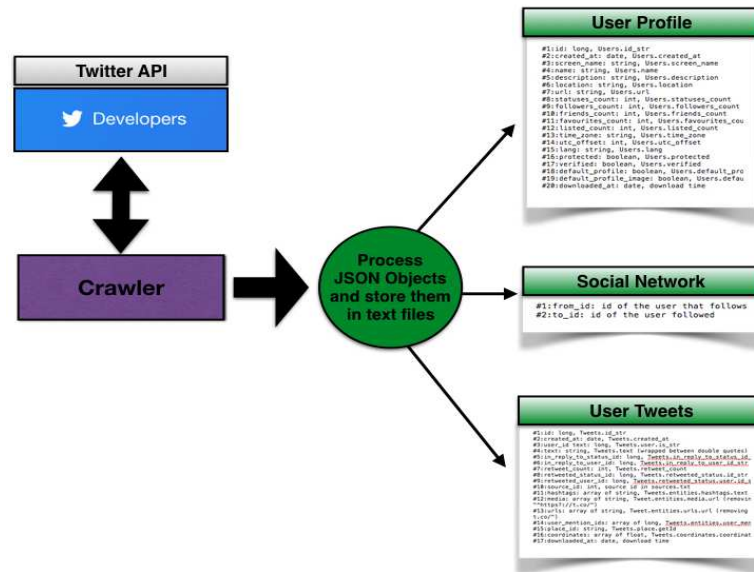 Twitter API
Developers
Crawler
Process
JSON Objects
and store them
in text files
User Profile
#1:id: long, Users.id_str
#2:created_at: date, Users.created_at
#3:screen_name: string, Users.screen_name
#4:name: string, Users.name
#5:description: string, Users.description
#6:location: string, Users.location
#7:url: string, Users.url
#8:statuses_count: int, Users.statuses_count
#9:followers_count: int, Users.followers_count
#10:friends_count: int, Users.friends_count
#11:favourites_count: int, Users.favourites_cou
#12:listed_count: int, Users.listed_count
#13:time_zone: string, Users.time_zone
#14:utc_offset: int, Users.utc_offset
#15:lang: string, Users.lang
#16:protected: boolean, Users.protected
#17:verified: boolean, Users.verified
#18:default_profile: boolean, Users.default_pro
#19:default_profile_image: boolean, Users.defau
#20:downloaded_at: date, download time
Social Network
#1:from_id: id of the user that follows
#2:to_id: id of the user followed
User Tweets
#1:id: long, Tweets.id_str
#2:created_at: date, Tweets.created_at
#3:user_id text: long, Tweets.user.is_str
#4:text: string, Tweets.text (wrapped between double quotes)
#5:in_reply_to_status_id: long, Tweets.in_reply_to_status_id_
#6:in_reply_to_user_id: long, Tweets.in_reply_to_user_id_str
#7:retweet_count: int, Tweets.retweet_count
#8:retweeted_status_id: long, Tweets.retweeted_status.id_str
#9:retweeted_user_id: long, Tweets.retweeted_status.user.id_s
#10:source_id: int, source id in sources.txt
#11:hashtags: array of string, Tweet.entities.hashtags.text
#12:media: array of string, Tweet.entities.media.url (removin
"^https?://t.co/")
#13:urls: array of string, Tweet.entities.urls.url (removing
t.co/")
#14:user_mention_ids: array of long, Tweets.entities.user_men
#15:place_id: string, Tweets.place.getId
#16:coordinates: array of float, Tweets.coordinates.coordinat
#17:downloaded_at: date, download time